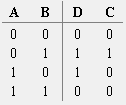 A B D C
0 0 0 0
0 1 1 1
1 0 1 0
1 1 0 0